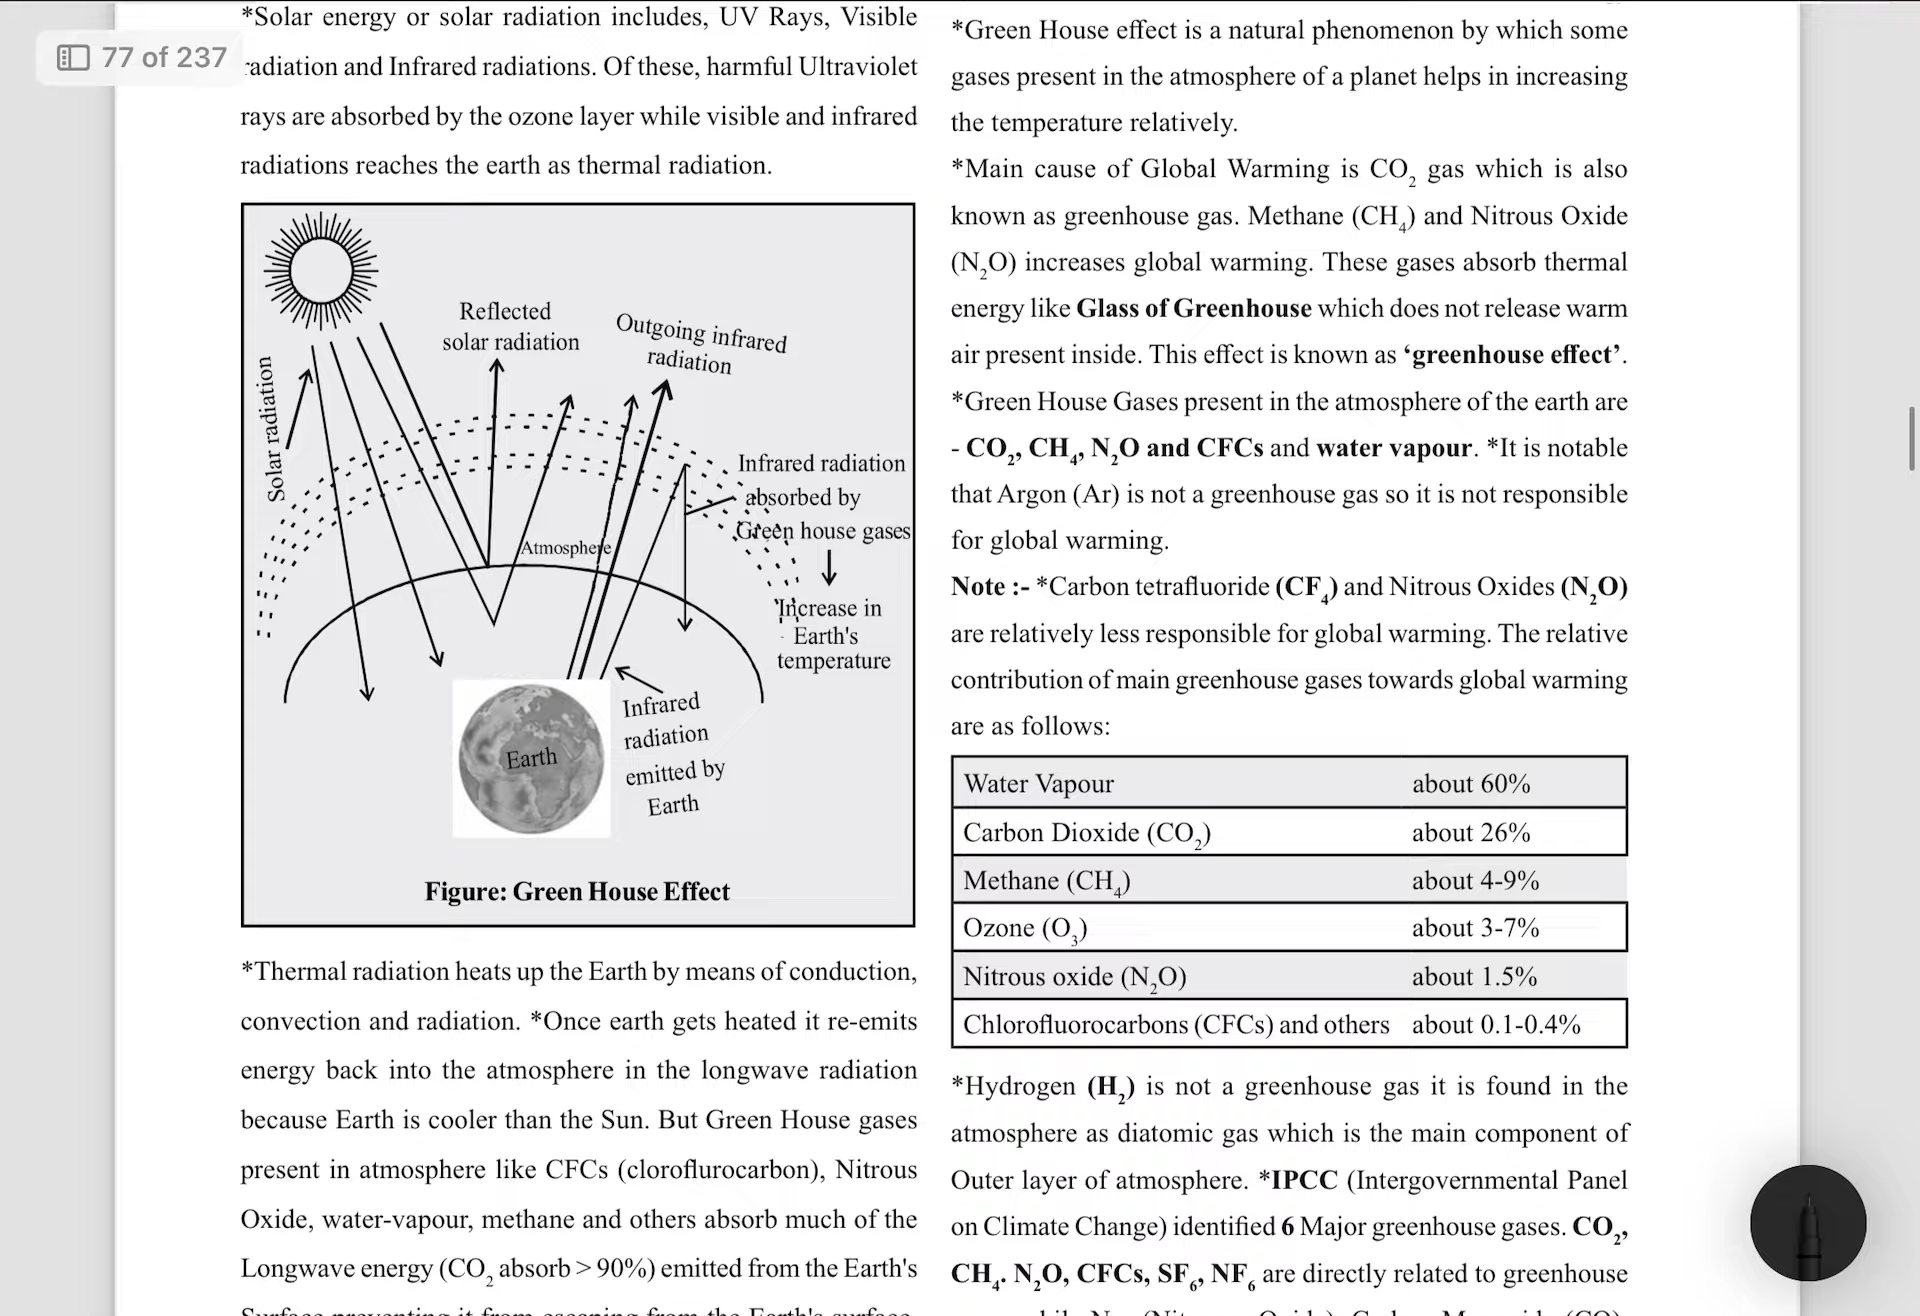 77 of 237
*Solar energy or solar radiation includes, UV Rays, Visible
radiation and Infrared radiations. Of these, harmful Ultraviolet
rays are absorbed by the ozone layer while visible and infrared
radiations reaches the earth as thermal radiation.
Reflected
solar radiation
Outgoing infrared
radiation
Solar radiation
Infrared radiation
absorbed by
Green house gases
Atmosphere
Increase in
Earth's
temperature
Infrared
radiation
emitted by
Earth
Earth
Figure: Green House Effect
*Thermal radiation heats up the Earth by means of conduction,
convection and radiation. *Once earth gets heated it re-emits
energy back into the atmosphere in the longwave radiation
because Earth is cooler than the Sun. But Green House gases
present in atmosphere like CFCs (cloroflurocarbon), Nitrous
Oxide, water-vapour, methane and others absorb much of the
Longwave energy (CO₂ absorb > 90%) emitted from the Earth's
Surface preventing it from escaping from the Earth's surface.
*Green House effect is a natural phenomenon by which some
gases present in the atmosphere of a planet helps in increasing
the temperature relatively.
*Main cause of Global Warming is CO₂ gas which is also
known as greenhouse gas. Methane (CH₄) and Nitrous Oxide
(N₂O) increases global warming. These gases absorb thermal
energy like Glass of Greenhouse which does not release warm
air present inside. This effect is known as ‘greenhouse effect’.
*Green House Gases present in the atmosphere of the earth are
- CO₂, CH₄, N₂O and CFCs and water vapour. *It is notable
that Argon (Ar) is not a greenhouse gas so it is not responsible
for global warming.
Note :- *Carbon tetrafluoride (CF₄) and Nitrous Oxides (N₂O)
are relatively less responsible for global warming. The relative
contribution of main greenhouse gases towards global warming
are as follows:
Water Vapour about 60%
Carbon Dioxide (CO₂) about 26%
Methane (CH₄) about 4-9%
Ozone (O₃) about 3-7%
Nitrous oxide (N₂O) about 1.5%
Chlorofluorocarbons (CFCs) and others about 0.1-0.4%
*Hydrogen (H₂) is not a greenhouse gas it is found in the
atmosphere as diatomic gas which is the main component of
Outer layer of atmosphere. *IPCC (Intergovernmental Panel
on Climate Change) identified 6 Major greenhouse gases. CO₂,
CH₄. N₂O, CFCs, SF₆, NF₆ are directly related to greenhouse